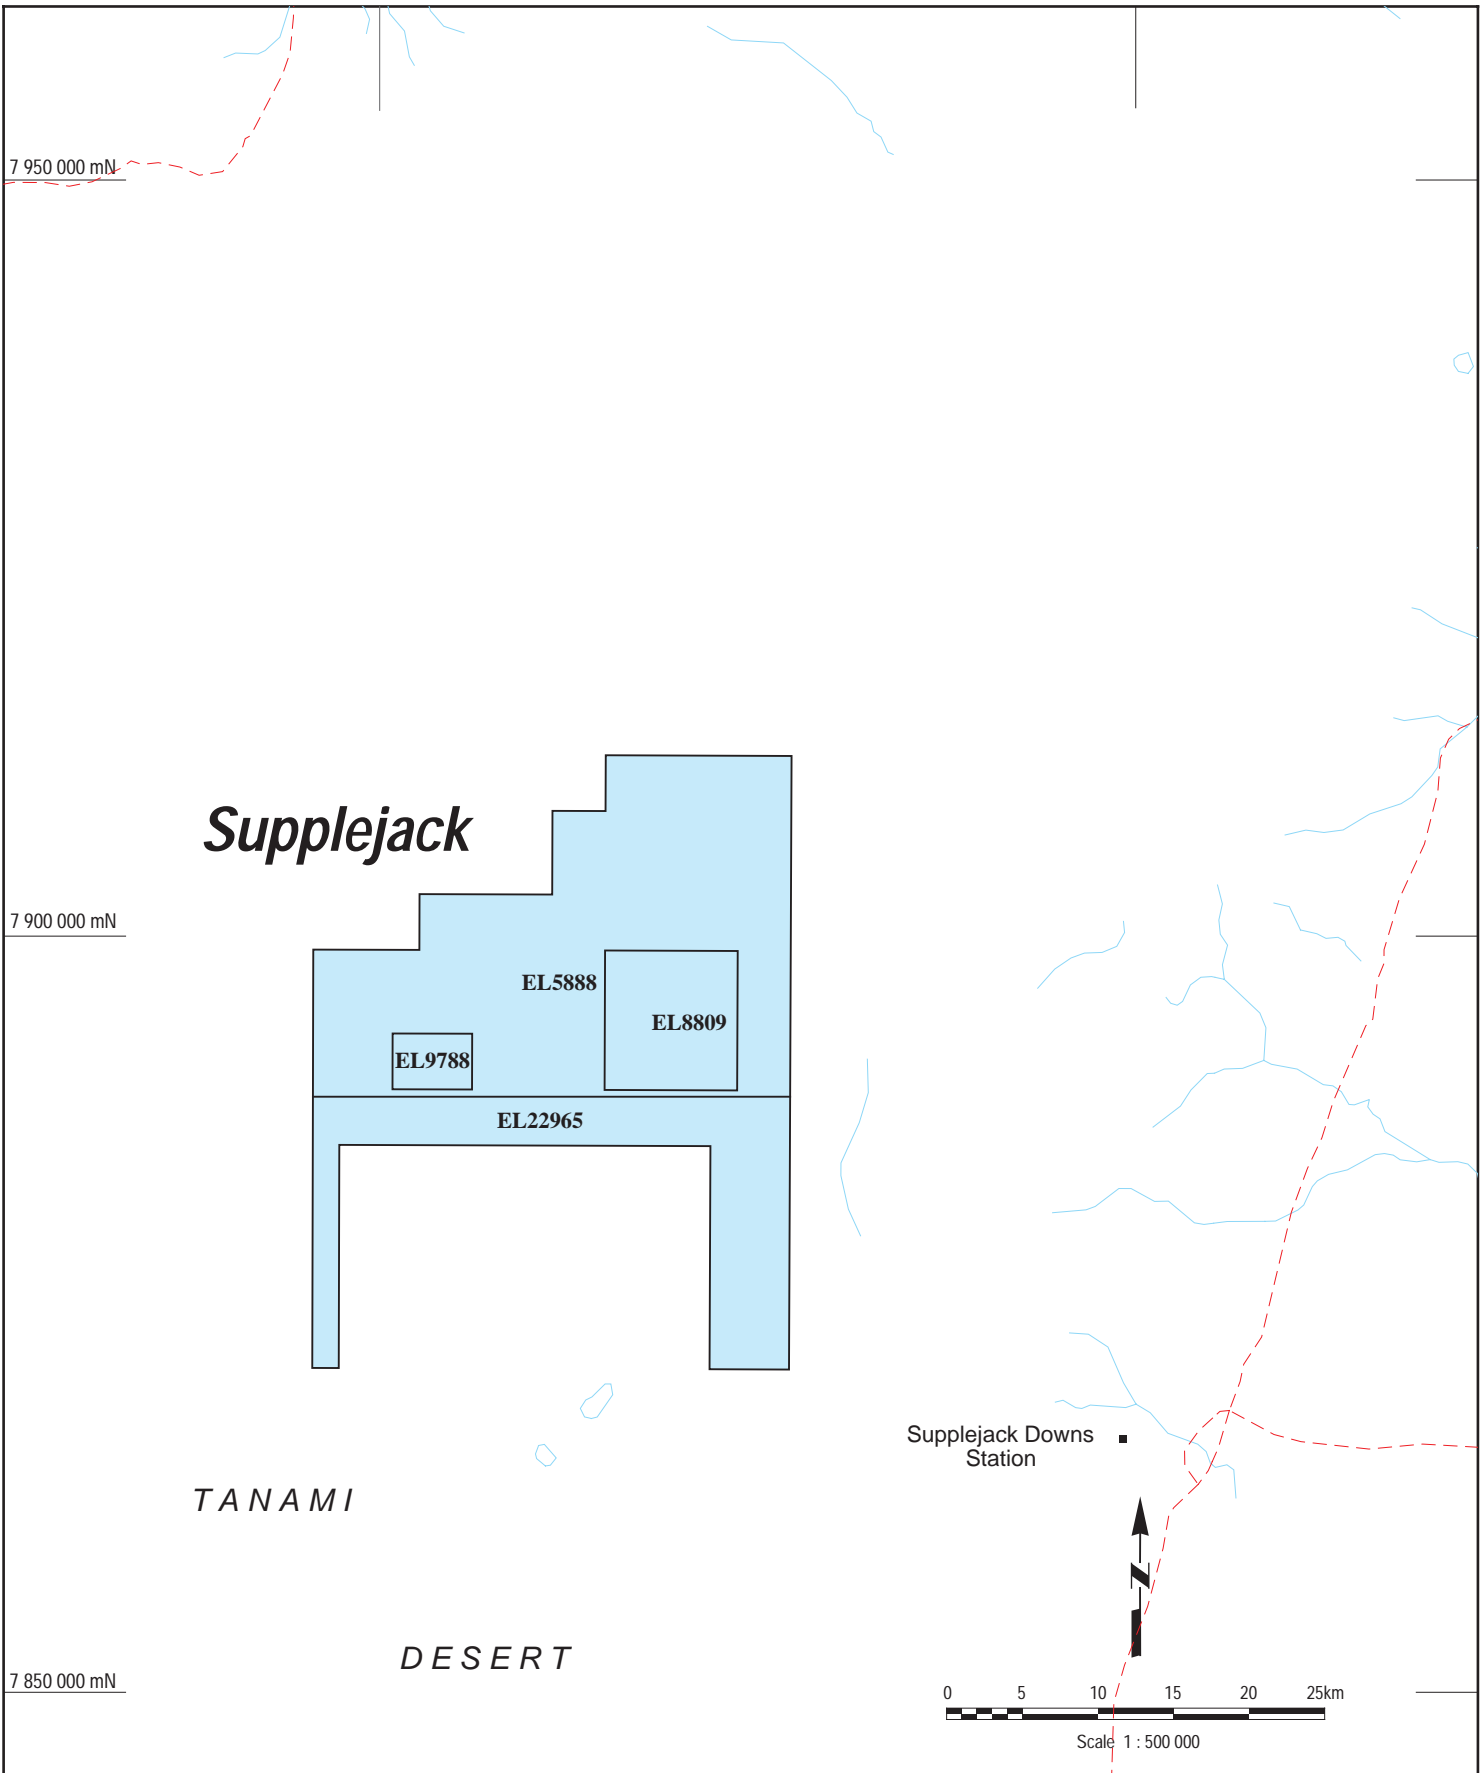 7 950 000 mN
Supplejack
7 900 000 mN
EL5888
EL8809
EL9788
EL22965
Supplejack Downs
Station
TANAMI
N
DESERT
7 850 000 mN
0 5 10 15 20 25km
Scale 1 : 500 000